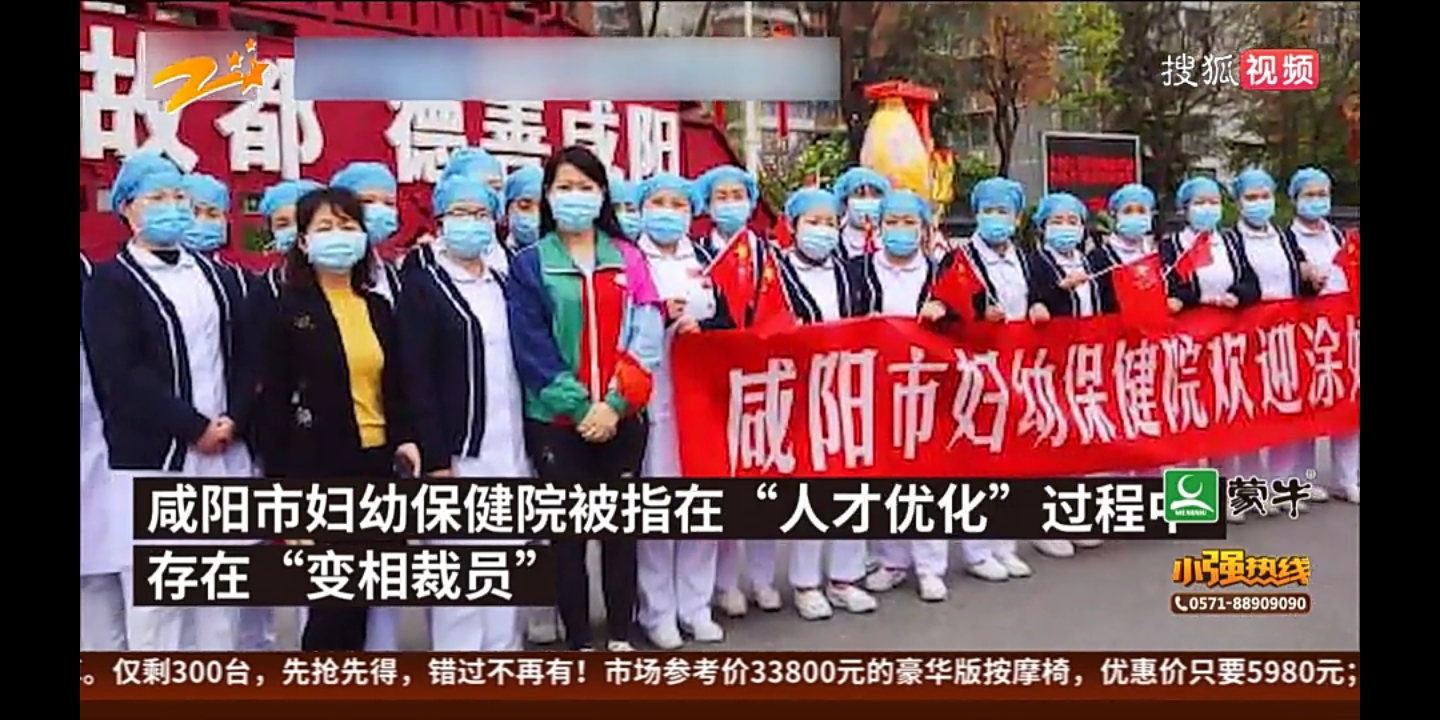 故都 德善咸阳
搜狐视频
咸阳市妇幼保健院欢迎涂
咸阳市妇幼保健院被指在“人才优化”过程中
存在“变相裁员”
MENGNIU
蒙牛®
小强热线
0571-88909090
。仅剩300台，先抢先得，错过不再有！市场参考价33800元的豪华版按摩椅，优惠价只要5980元；